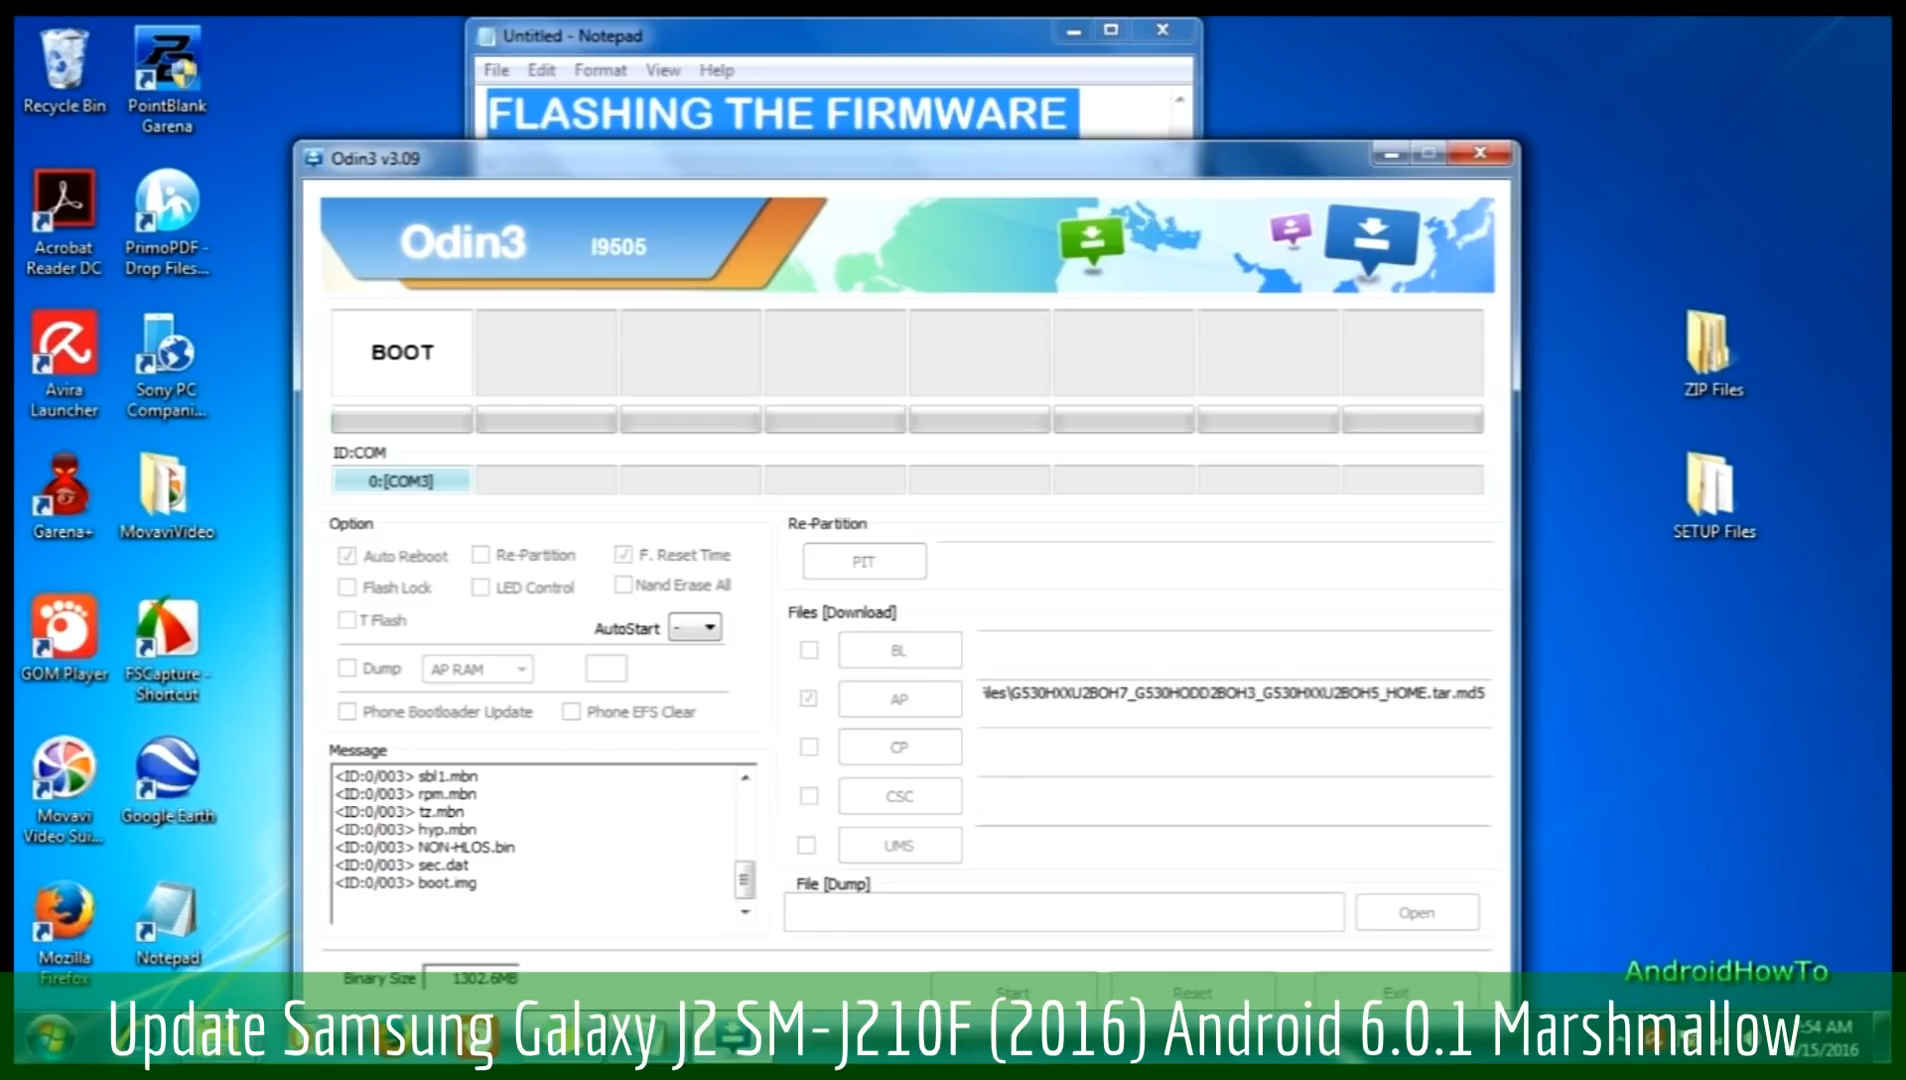 Untitled - Notepad
File Edit Format View Help
FLASHING THE FIRMWARE
Recycle Bin
PointBlank Garena
Acrobat Reader DC
PrimoPDF - Drop Files...
Avira Launcher
Sony PC Compani...
Garena+
MovaviVideo
GOM Player
FSCapture - Shortcut
Movavi Video Sui...
Google Earth
Mozilla Firefox
Notepad
ZIP Files
SETUP Files
Odin3 v3.09
Odin3 I9505
BOOT
ID:COM
0:[COM3]
Option
Auto Reboot Re-Partition F. Reset Time
Flash Lock LED Control Nand Erase All
T Flash
AutoStart -
Dump AP RAM
Phone Bootloader Update Phone EFS Clear
Message
<ID:0/003> sbl1.mbn
<ID:0/003> rpm.mbn
<ID:0/003> tz.mbn
<ID:0/003> hyp.mbn
<ID:0/003> NON-HLOS.bin
<ID:0/003> sec.dat
<ID:0/003> boot.img
Re-Partition
PIT
Files [Download]
BL
AP iles\G530HXXU2BOH7_G530HODD2BOH3_G530HXXU2BOH5_HOME.tar.md5
CP
CSC
UMS
File [Dump]
Open
Binary Size 1302.6MB
Start Reset Exit
AndroidHowTo
Update Samsung Galaxy J2 SM-J210F (2016) Android 6.0.1 Marshmallow
:54 AM
/15/2016